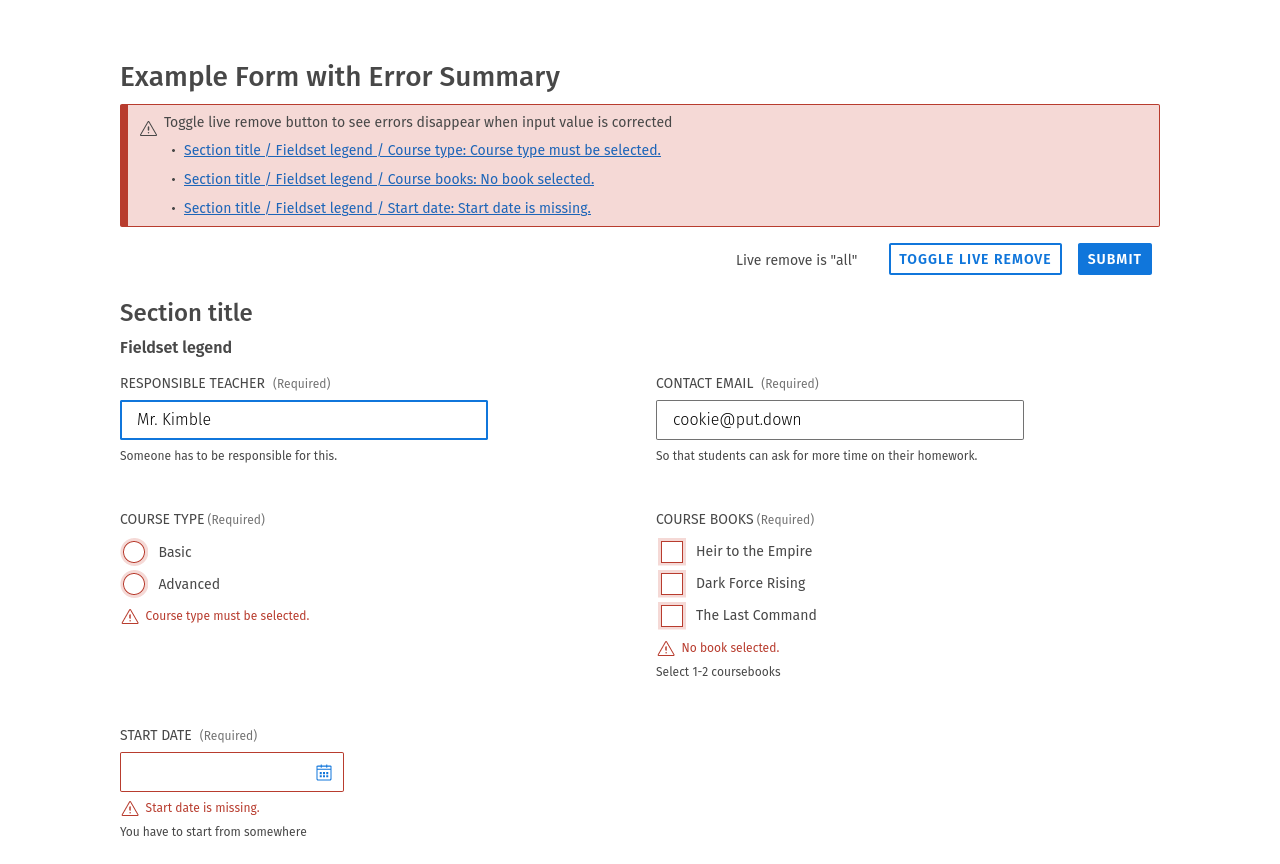 Example Form with Error Summary
Toggle live remove button to see errors disappear when input value is corrected
• Section title / Fieldset legend / Course type: Course type must be selected.
• Section title / Fieldset legend / Course books: No book selected.
• Section title / Fieldset legend / Start date: Start date is missing.
Live remove is "all" TOGGLE LIVE REMOVE SUBMIT
Section title
Fieldset legend
RESPONSIBLE TEACHER (Required)
Mr. Kimble
Someone has to be responsible for this.
CONTACT EMAIL (Required)
cookie@put.down
So that students can ask for more time on their homework.
COURSE TYPE (Required)
Basic
Advanced
Course type must be selected.
COURSE BOOKS (Required)
Heir to the Empire
Dark Force Rising
The Last Command
No book selected.
Select 1-2 coursebooks
START DATE (Required)
Start date is missing.
You have to start from somewhere